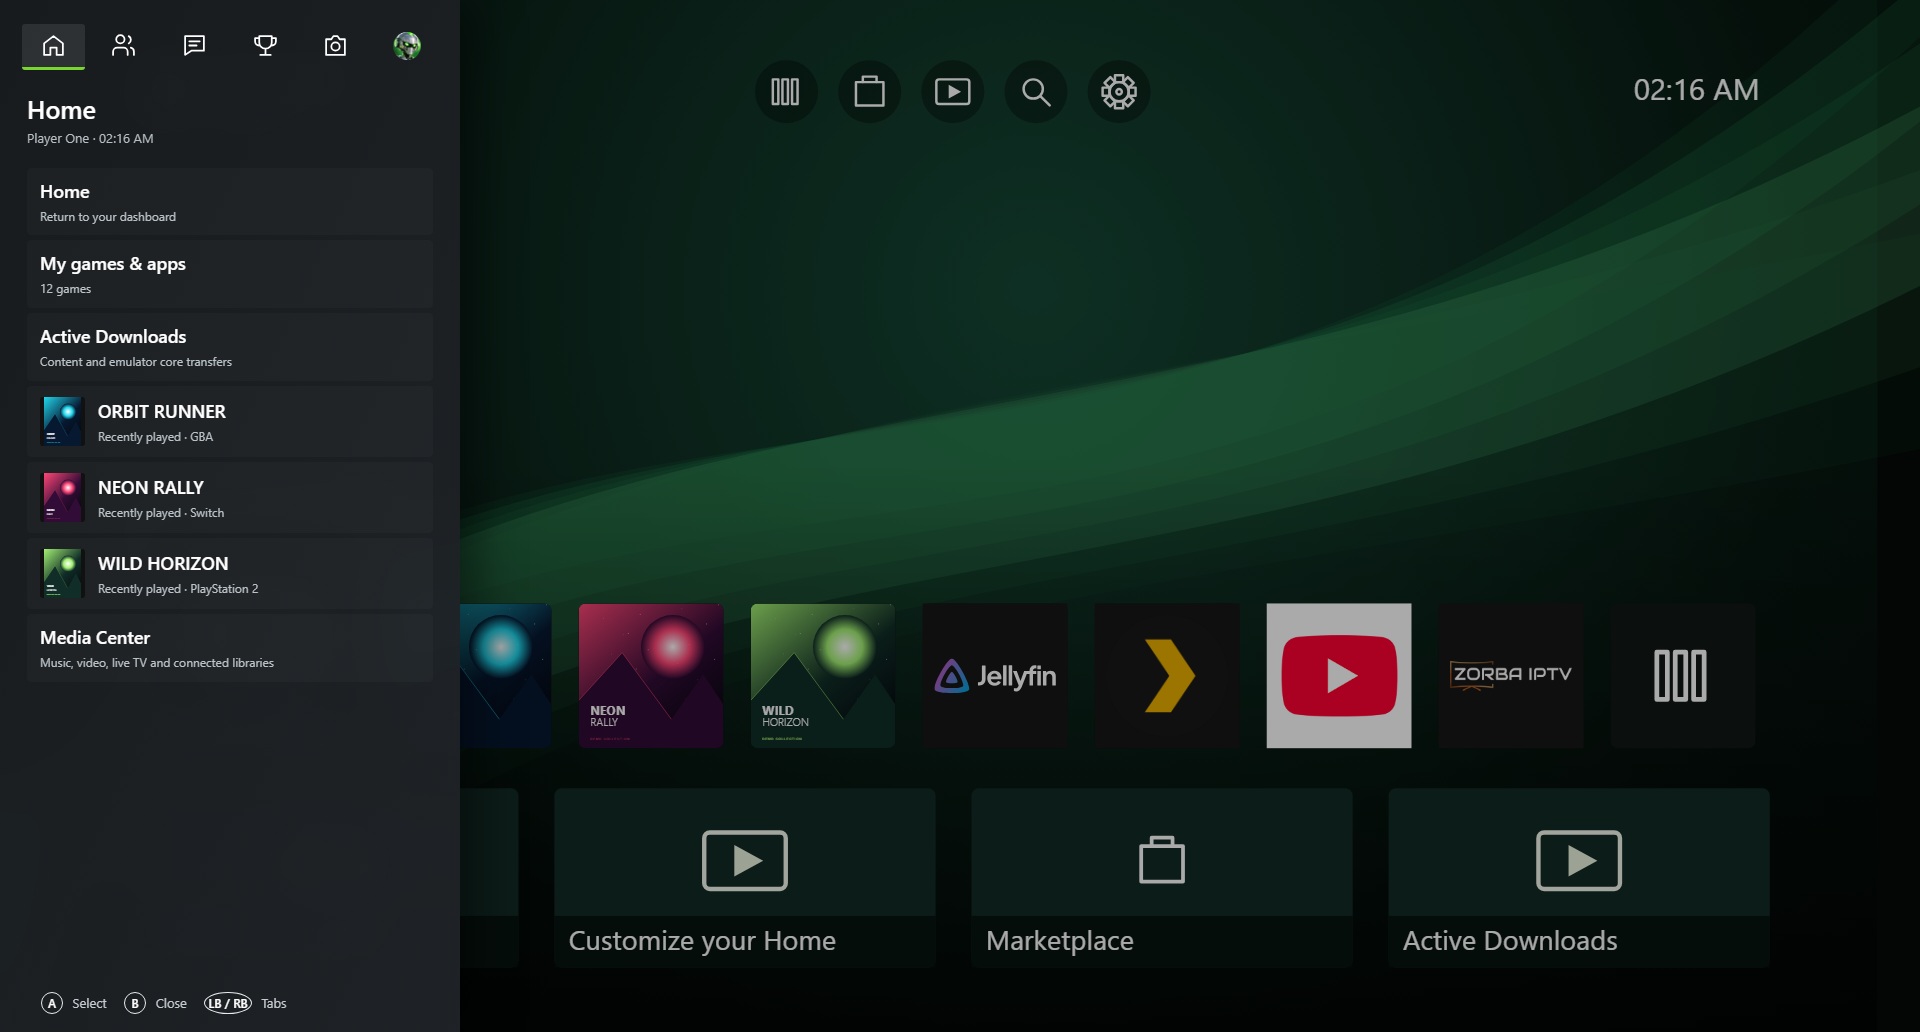 Home
Player One · 02:16 AM
Home
Return to your dashboard
My games & apps
12 games
Active Downloads
Content and emulator core transfers
ORBIT RUNNER
Recently played · GBA
NEON RALLY
Recently played · Switch
WILD HORIZON
Recently played · PlayStation 2
Media Center
Music, video, live TV and connected libraries
A Select B Close LB / RB Tabs
02:16 AM
NEON
RALLY
WILD
HORIZON
Jellyfin
ZORBA IPTV
Customize your Home
Marketplace
Active Downloads